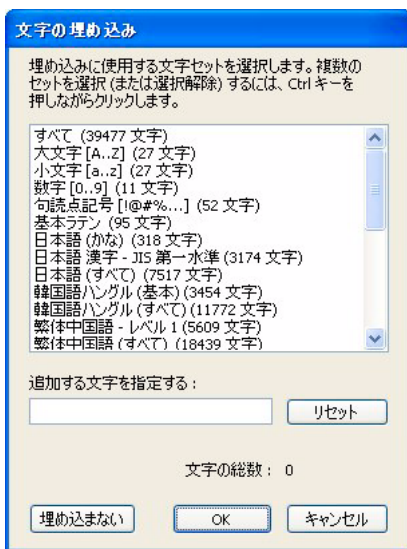 文字の埋め込み
埋め込みに使用する文字セットを選択します。複数の
セットを選択 (または選択解除) するには、Ctrl キーを
押しながらクリックします。
すべて (39477 文字)
大文字 [A..Z] (27 文字)
小文字 [a..z] (27 文字)
数字 [0..9] (11 文字)
句読点記号 [!@#%...] (52 文字)
基本ラテン (95 文字)
日本語 (かな) (318 文字)
日本語 漢字 - JIS 第一水準 (3174 文字)
日本語 (すべて) (7517 文字)
韓国語ハングル (基本) (3454 文字)
韓国語ハングル (すべて) (11772 文字)
繁体中国語 - レベル 1 (5609 文字)
繁体中国語 (すべて) (18439 文字)
追加する文字を指定する :
リセット
文字の総数 : 0
埋め込まない OK キャンセル